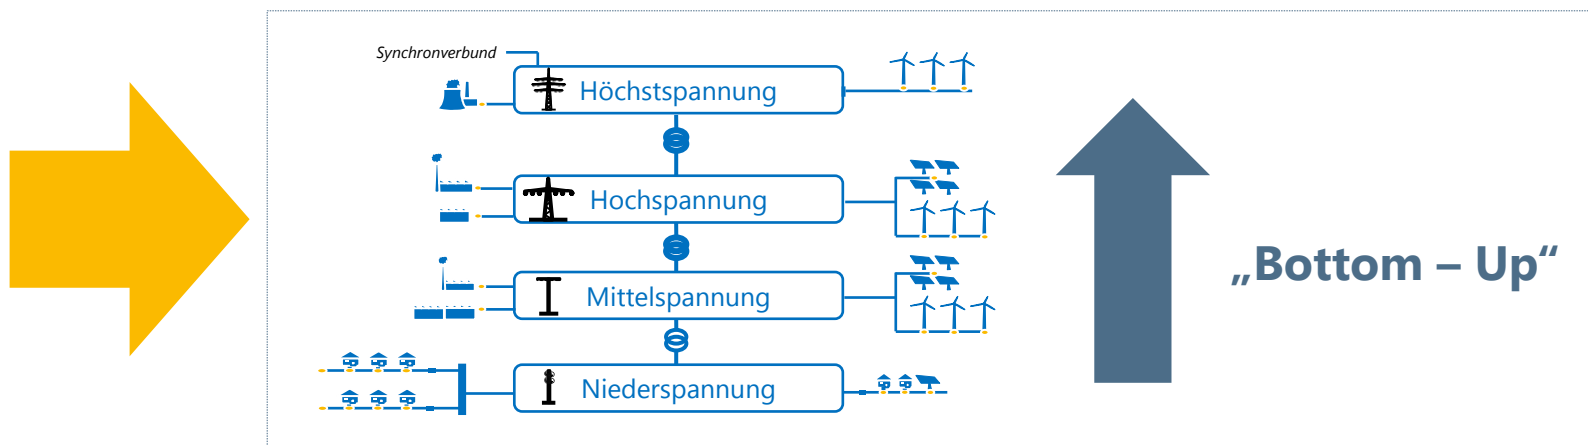 Synchronverbund
Höchstspannung
Hochspannung
„Bottom – Up“
Mittelspannung
Niederspannung